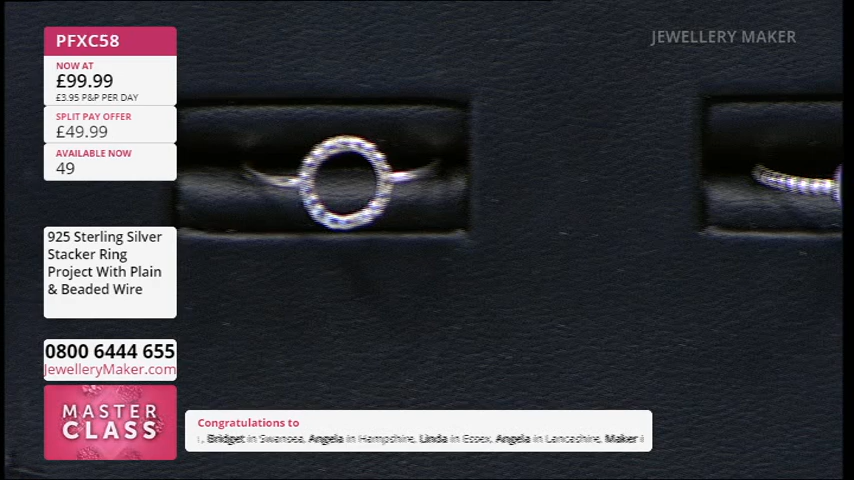 PFXC58
NOW AT
£99.99
£3.95 P&P PER DAY
SPLIT PAY OFFER
£49.99
AVAILABLE NOW
49
JEWELLERY MAKER
925 Sterling Silver
Stacker Ring
Project With Plain
& Beaded Wire
0800 6444 655
JewelleryMaker.com
MASTER
CLASS
Congratulations to
, Bridget in Swansea, Angela in Hampshire, Linda in Essex, Angela in Lancashire, Maker